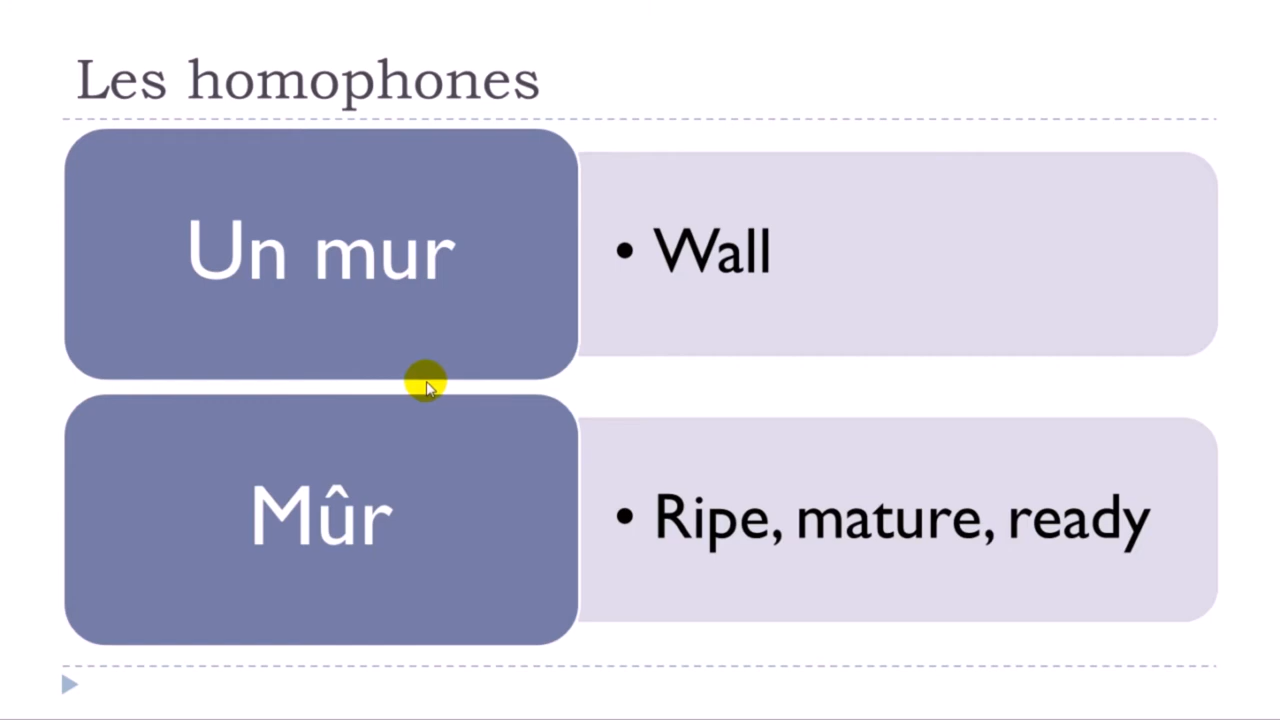 Les homophones
Un mur
• Wall
Mûr
• Ripe, mature, ready